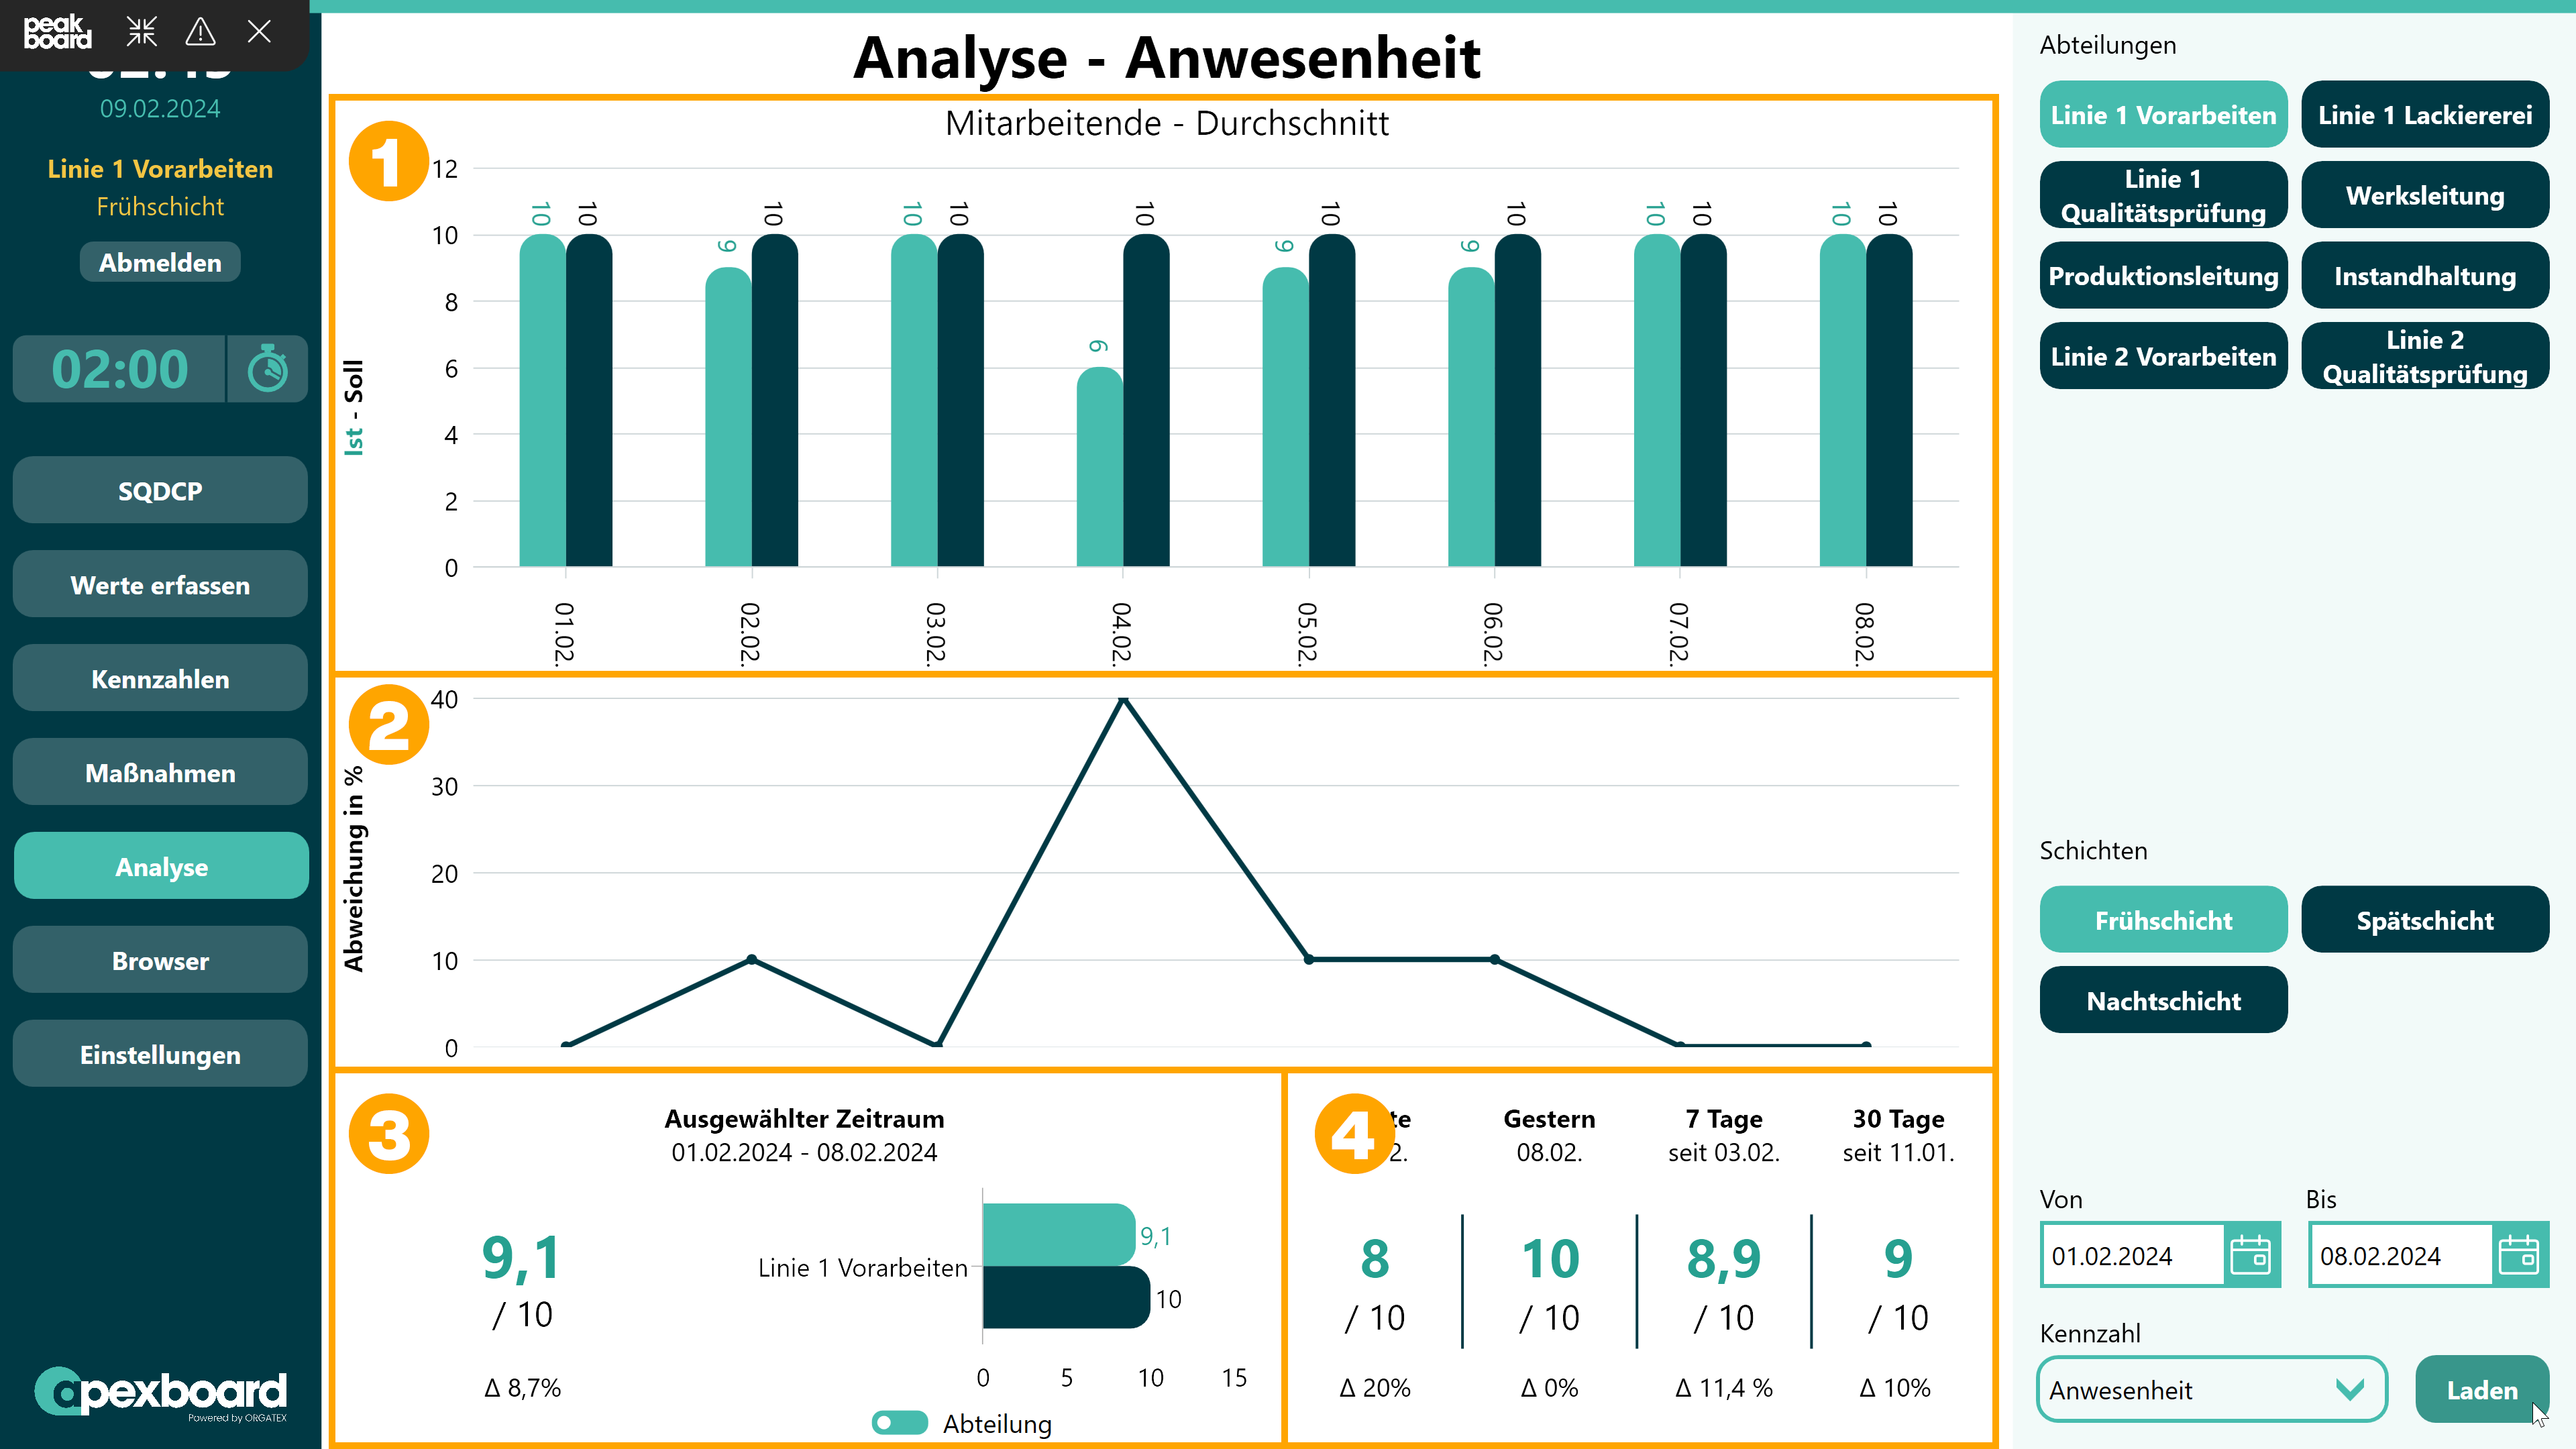 peak
board
09.02.2024
Linie 1 Vorarbeiten
Frühschicht
Abmelden
02:00
SQDCP
Werte erfassen
Kennzahlen
Maßnahmen
Analyse
Browser
Einstellungen
apexboard
Powered by ORGATEX
Analyse - Anwesenheit
1
Mitarbeitende - Durchschnitt
Ist - Soll
12
10
8
6
4
2
0
10 10
9 10
10 10
6 10
9 10
9 10
10 10
10 10
01.02.
02.02.
03.02.
04.02.
05.02.
06.02.
07.02.
08.02.
2
Abweichung in %
40
30
20
10
0
3
Ausgewählter Zeitraum
01.02.2024 - 08.02.2024
9,1
/ 10
Δ 8,7%
Linie 1 Vorarbeiten
9,1
10
0 5 10 15
Abteilung
4
te Gestern 7 Tage 30 Tage
2. 08.02. seit 03.02. seit 11.01.
8 10 8,9 9
/ 10 / 10 / 10 / 10
Δ 20% Δ 0% Δ 11,4 % Δ 10%
Abteilungen
Linie 1 Vorarbeiten
Linie 1 Lackiererei
Linie 1
Qualitätsprüfung
Werksleitung
Produktionsleitung
Instandhaltung
Linie 2 Vorarbeiten
Linie 2
Qualitätsprüfung
Schichten
Frühschicht
Spätschicht
Nachtschicht
Von Bis
01.02.2024 08.02.2024
Kennzahl
Anwesenheit
Laden